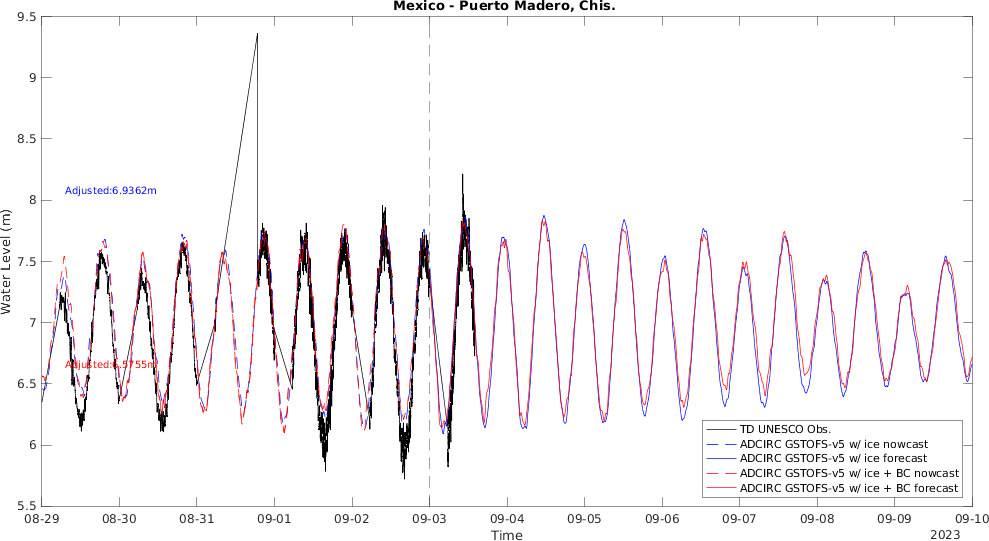 Mexico - Puerto Madero, Chis.
9.5
9
8.5
8
7.5
7
6.5
6
5.5
Water Level (m)
Adjusted:6.9362m
TD UNESCO Obs.
ADCIRC GSTOFS-v5 w/ ice nowcast
ADCIRC GSTOFS-v5 w/ ice forecast
ADCIRC GSTOFS-v5 w/ ice + BC nowcast
ADCIRC GSTOFS-v5 w/ ice + BC forecast
08-29
08-30
08-31
09-01
09-02
09-03
09-04
09-05
09-06
09-07
09-08
09-09
09-10
Time
2023